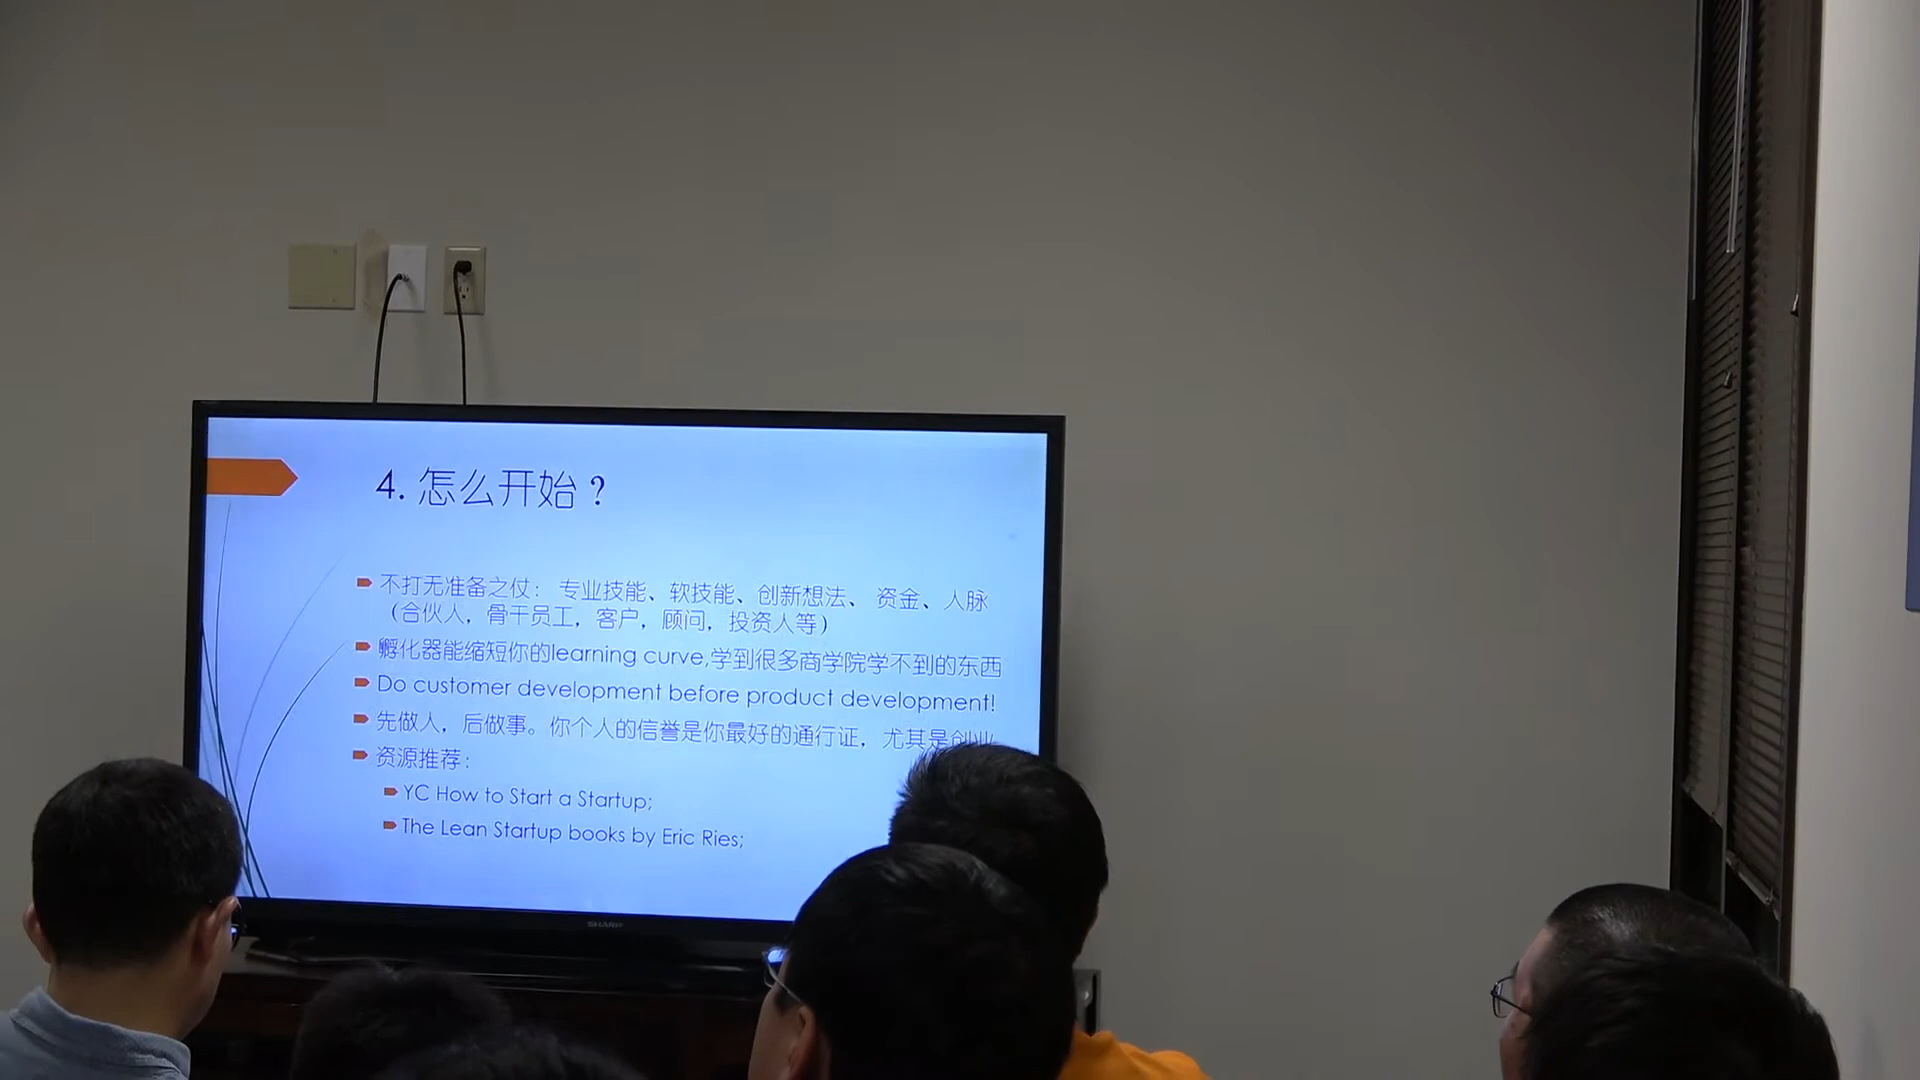 4. 怎么开始？
不打无准备之仗： 专业技能、软技能、创新想法、 资金、人脉
（合伙人，骨干员工，客户，顾问，投资人等）
孵化器能缩短你的learning curve,学到很多商学院学不到的东西
Do customer development before product development!
先做人，后做事。你个人的信誉是你最好的通行证，尤其是创业
资源推荐：
YC How to Start a Startup;
The Lean Startup books by Eric Ries;
SHARP